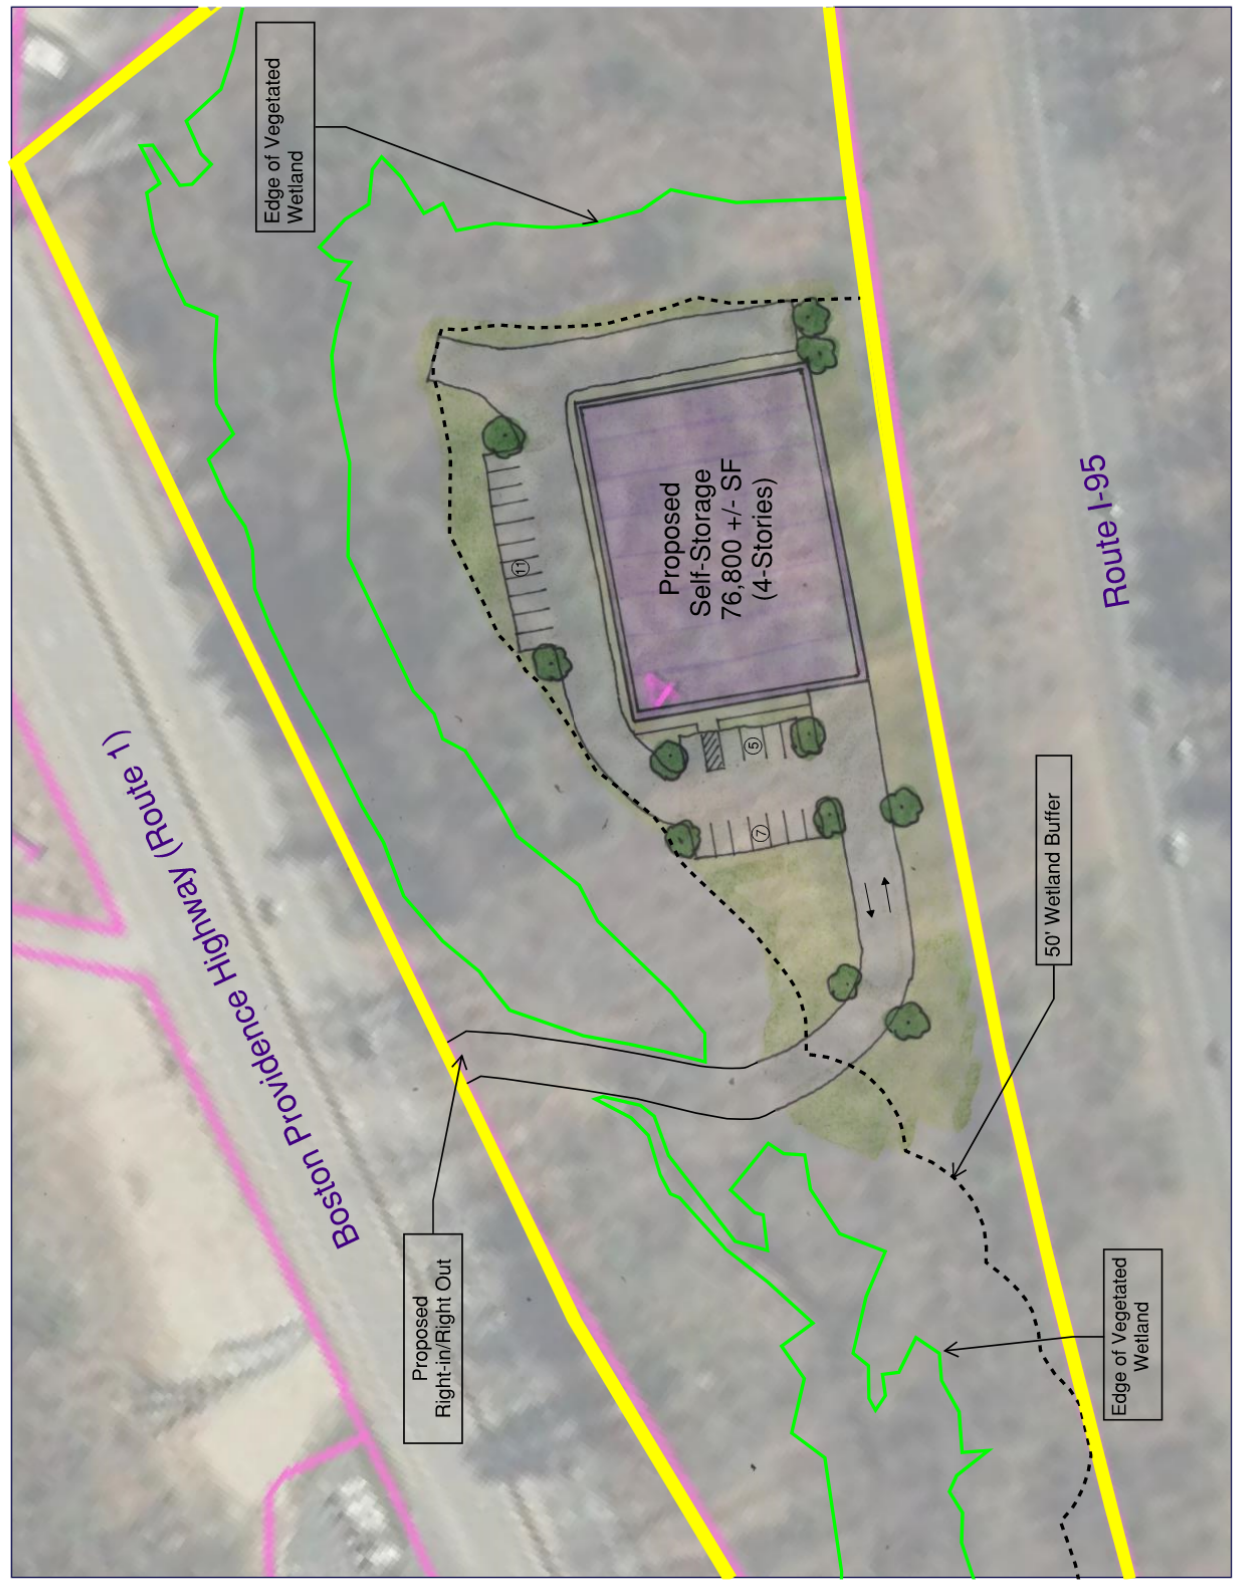 Edge of Vegetated
Wetland
Proposed
Self-Storage
76,800 +/- SF
(4-Stories)
11
5
7
Route I-95
Boston Providence Highway (Route 1)
50' Wetland Buffer
Proposed
Right-in/Right Out
Edge of Vegetated
Wetland